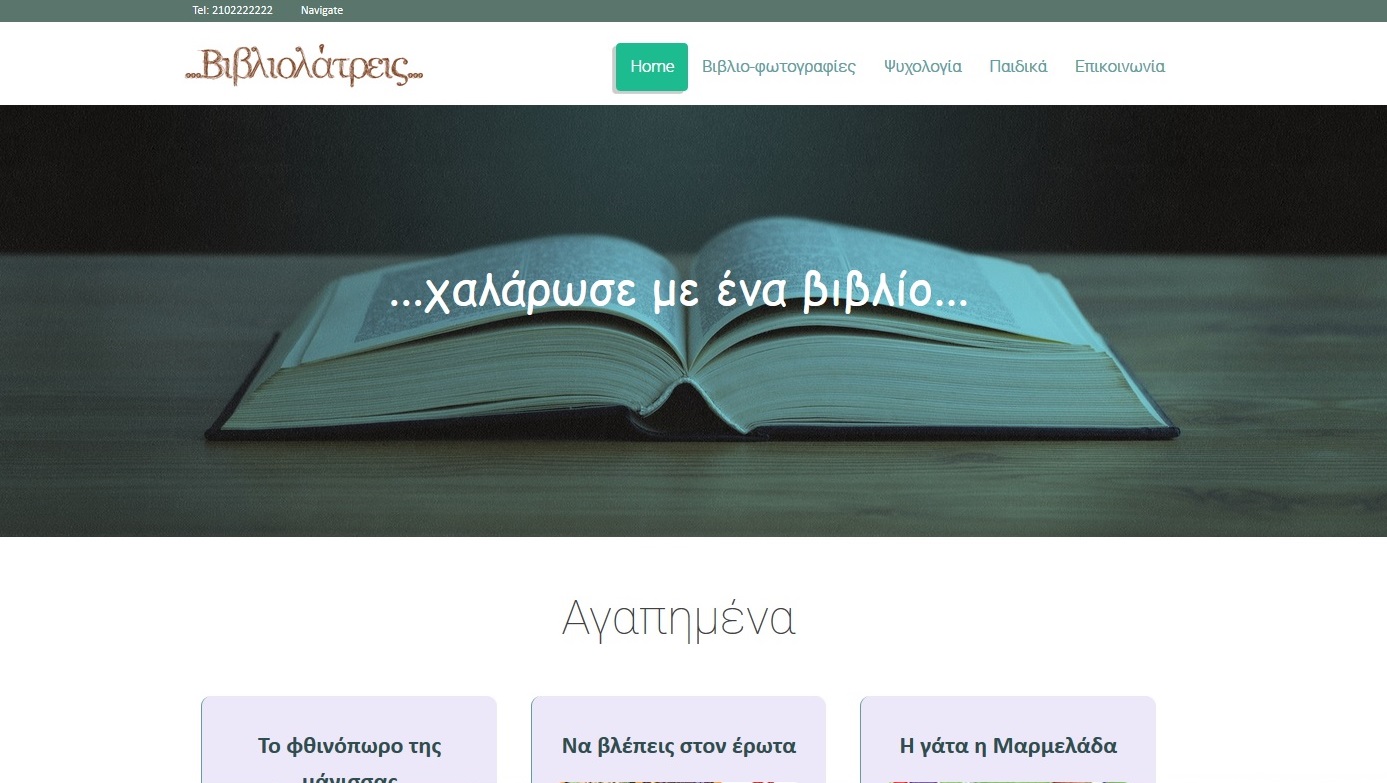 Tel: 2102222222 Navigate
...Βιβλιολάτρεις...
Home Βιβλιο-φωτογραφίες Ψυχολογία Παιδικά Επικοινωνία
...χαλάρωσε με ένα βιβλίο...
Αγαπημένα
Το φθινόπωρο της Να βλέπεις στον έρωτα Η γάτα η Μαρμελάδα
μάγισσας